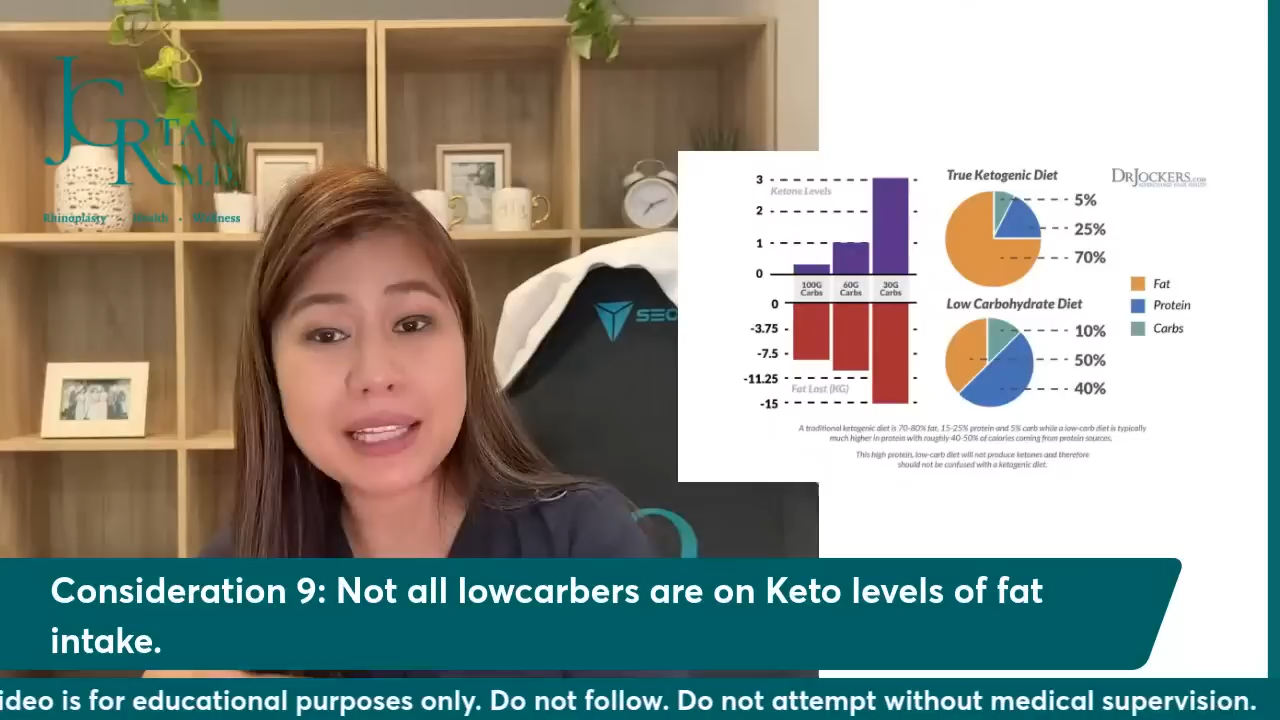 JCR TAN
M.D.
Rhinoplasty • Health • Wellness
SEC
3
Ketone Levels
2
1
0
100G Carbs
60G Carbs
30G Carbs
0
-3.75
-7.5
-11.25
Fat Lost (KG)
-15
True Ketogenic Diet
DRJOCKERS.COM
5%
25%
70%
Low Carbohydrate Diet
10%
50%
40%
Fat
Protein
Carbs
A traditional ketogenic diet is 70-80% fat, 15-25% protein and 5% carb while a low-carb diet is typically
much higher in protein with roughly 40-50% of calories coming from protein sources.
This high protein, low-carb diet will not produce ketones and therefore
should not be confused with a ketogenic diet.
Consideration 9: Not all lowcarbers are on Keto levels of fat
intake.
ideo is for educational purposes only. Do not follow. Do not attempt without medical supervision.